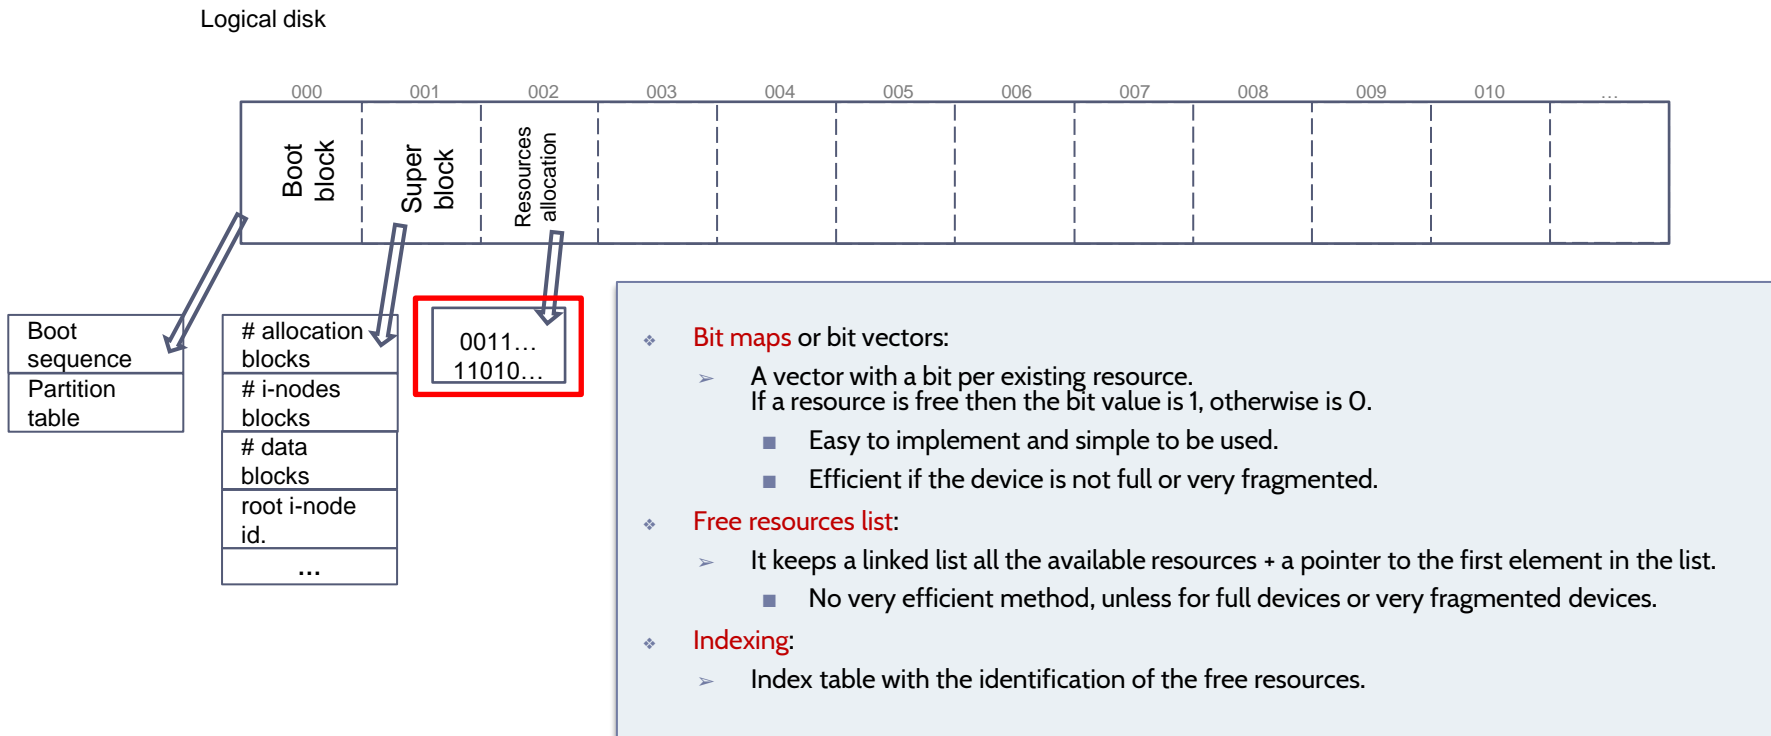 Logical disk
000 001 002 003 004 005 006 007 008 009 010 ...
Boot
block
Super
block
Resources
allocation
Boot
sequence
Partition
table
# allocation
blocks
# i-nodes
blocks
# data
blocks
root i-node
id.
...
0011...
11010...
❖ Bit maps or bit vectors:
➢ A vector with a bit per existing resource.
If a resource is free then the bit value is 1, otherwise is 0.
■ Easy to implement and simple to be used.
■ Efficient if the device is not full or very fragmented.
❖ Free resources list:
➢ It keeps a linked list all the available resources + a pointer to the first element in the list.
■ No very efficient method, unless for full devices or very fragmented devices.
❖ Indexing:
➢ Index table with the identification of the free resources.